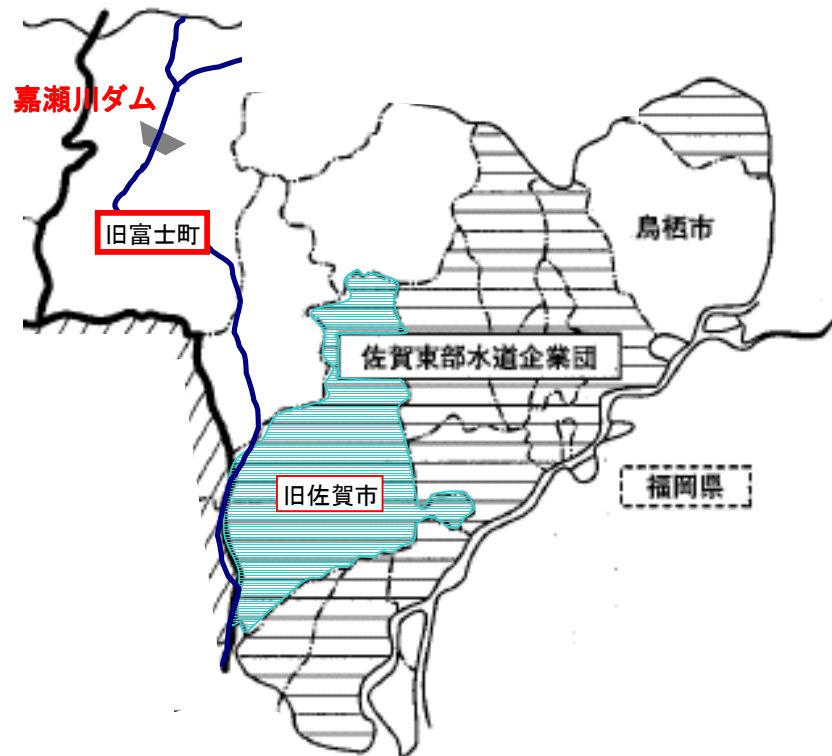 嘉瀬川ダム
旧富士町
鳥栖市
佐賀東部水道企業団
旧佐賀市
福岡県